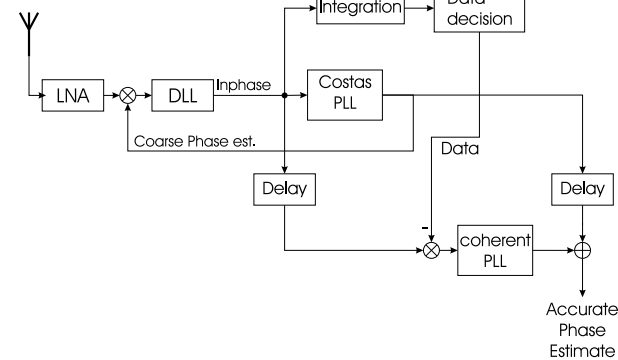 Integration
Data
decision
LNA
DLL
Inphase
Costas
PLL
Coarse Phase est.
Data
Delay
Delay
-
coherent
PLL
Accurate
Phase
Estimate